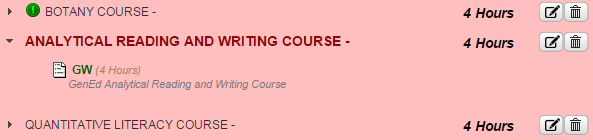 BOTANY COURSE - 4 Hours
ANALYTICAL READING AND WRITING COURSE - 4 Hours
GW (4 Hours)
GenEd Analytical Reading and Writing Course
QUANTITATIVE LITERACY COURSE - 4 Hours